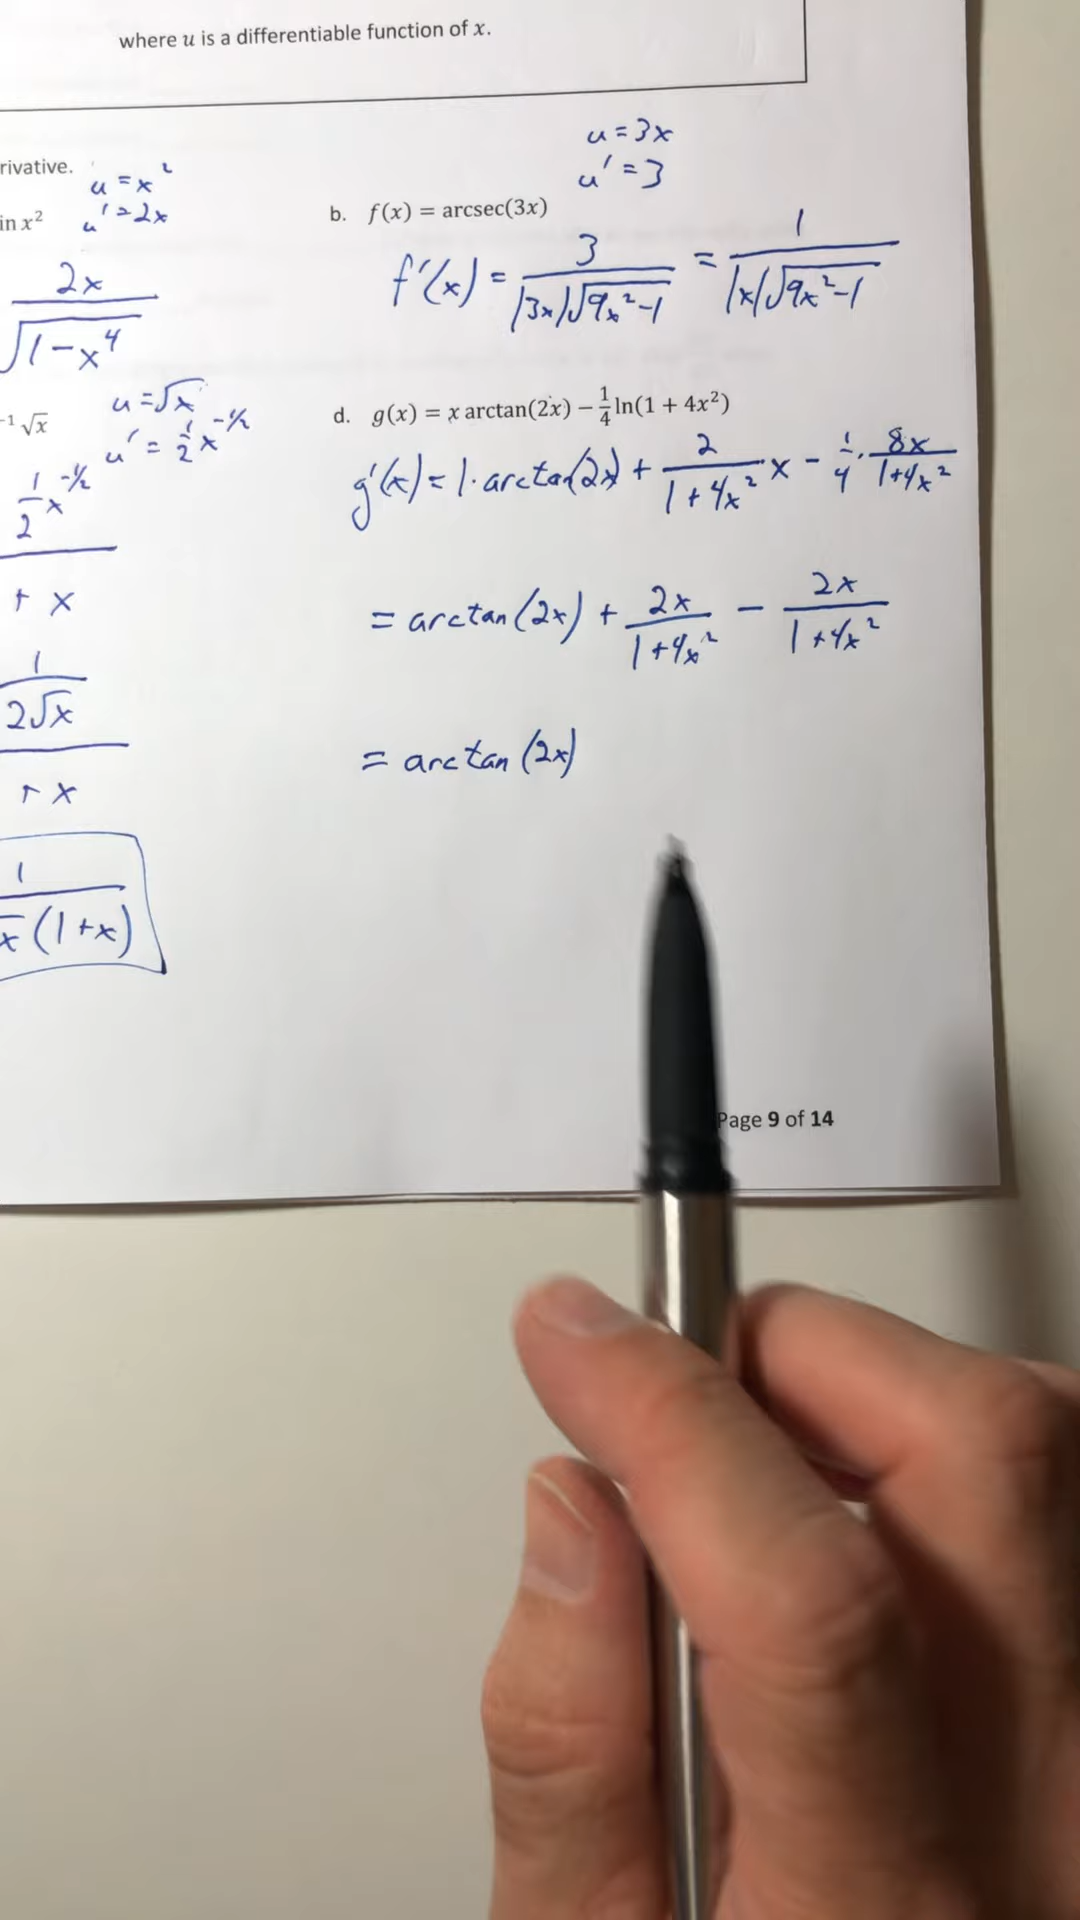 where u is a differentiable function of x.
rivative.
u = x²
u' = 2x
in x²
2x
√1-x⁴
u = √x
u' = 1/2 x^-1/2
-1 √x
1/2 x^-1/2
+ x
1
2√x
+ x
1
x (1+x)
u = 3x
u' = 3
b. f(x) = arcsec(3x)
f'(x) = 3/(|3x|√9x²-1) = 1/(|x|√9x²-1)
d. g(x) = x arctan(2x) − 1/4 ln(1 + 4x²)
g'(x) = 1·arctan(2x) + 2/(1+4x²)·x - 1/4·8x/(1+4x²)
= arctan(2x) + 2x/(1+4x²) - 2x/(1+4x²)
= arctan(2x)
Page 9 of 14